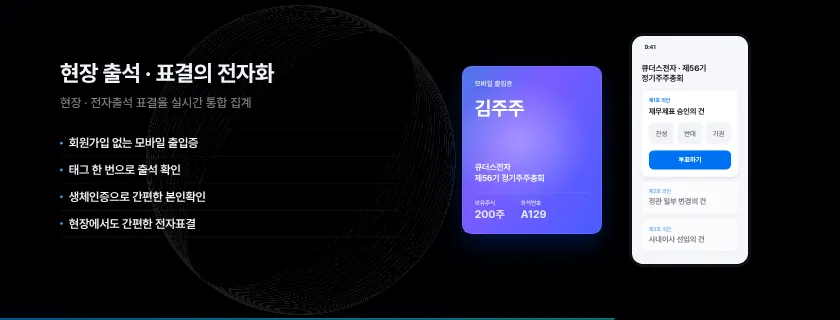 현장 출석 · 표결의 전자화
현장 · 전자출석 표결을 실시간 통합 집계
• 회원가입 없는 모바일 출입증
• 태그 한 번으로 출석 확인
• 생체인증으로 간편한 본인확인
• 현장에서도 간편한 전자표결
모바일 출입증
김주주
큐더스전자
제56기 정기주주총회
보유주식 좌석번호
200주 A129
9:41
큐더스전자 · 제56기
정기주주총회
제1호 의안
재무제표 승인의 건
찬성 반대 기권
투표하기
제2호 의안
정관 일부 변경의 건
제3호 의안
사내이사 선임의 건